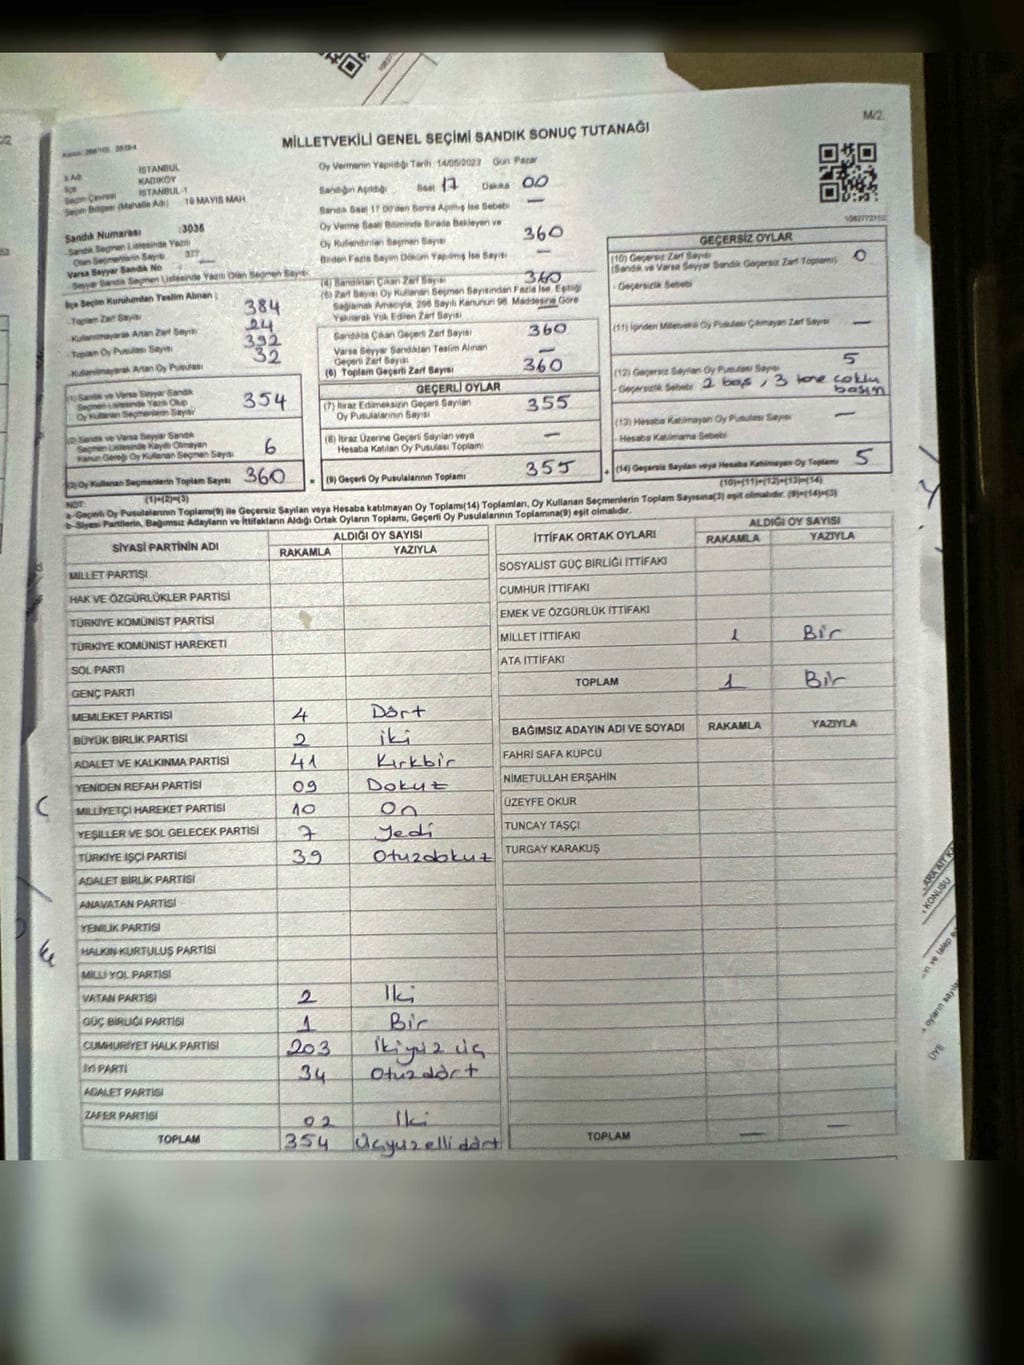 M/2
MİLLETVEKİLİ GENEL SEÇİMİ SANDIK SONUÇ TUTANAĞI
İSTANBUL
KADIKÖY
İSTANBUL-1
Seçim Bölgesi (Mahalle Adı) 19 MAYIS MAH.
Sandık Numarası :3036
Sandık Seçmen Listesinde Yazılı
Olan Seçmenlerin Sayısı
Varsa Seyyar Sandık No —
Seyyar Sandık Seçmen Listesinde Yazılı Olan Seçmen Sayısı
İlçe Seçim Kurulundan Teslim Alınan :
- Toplam Zarf Sayısı 384
- Kullanılmayarak Artan Zarf Sayısı 24
- Toplam Oy Pusulası Sayısı 392
- Kullanılmayarak Artan Oy Pusulası 32
(1) Sandık ve Varsa Seyyar Sandık
Seçmen Listesinde Yazılı Olup
Oy Kullanan Seçmenlerin Sayısı 354
(2) Sandık ve Varsa Seyyar Sandık
Seçmen Listesinde Kayıtlı Olmayan
Kanun Gereği Oy Kullanan Seçmen Sayısı 6
(3) Oy Kullanan Seçmenlerin Toplam Sayısı 360
(1)+(2)=(3)
Oy Vermenin Yapıldığı Tarih :14/05/2023 Gün: Pazar
Sandığın Açıldığı : Saat 17 Dakika 00
Sandık Saat 17:00'den Sonra Açılmış İse Sebebi —
Oy Verme Saati Bitiminde Sırada Bekleyen ve
Oy Kullandırılan Seçmen Sayısı 360
Birden Fazla Sayım Döküm Yapılmış İse Sayısı —
(4) Sandıktan Çıkan Zarf Sayısı 360
(5) Zarf Sayısı Oy Kullanan Seçmen Sayısından Fazla İse, Eşitliği
Sağlamak Amacıyla, 298 Sayılı Kanunun 98. Maddesine Göre
Yakılarak Yok Edilen Zarf Sayısı
Sandıkta Çıkan Geçerli Zarf Sayısı 360
Varsa Seyyar Sandıktan Teslim Alınan
Geçerli Zarf Sayısı —
(6) Toplam Geçerli Zarf Sayısı 360
GEÇERLİ OYLAR
(7) İtiraz Edilmeksizin Geçerli Sayılan
Oy Pusulalarının Sayısı 355
(8) İtiraz Üzerine Geçerli Sayılan veya
Hesaba Katılan Oy Pusulası Toplamı —
(9) Geçerli Oy Pusulalarının Toplamı 355
GEÇERSİZ OYLAR
(10) Geçersiz Zarf Sayısı 0
(Sandık ve Varsa Seyyar Sandık Geçersiz Zarf Toplamı)
- Geçersizlik Sebebi
(11) İçinden Milletvekili Oy Pusulası Çıkmayan Zarf Sayısı —
(12) Geçersiz Sayılan Oy Pusulası Sayısı 5
- Geçersizlik Sebebi 2 boş, 3 tane çoklu
basım
(13) Hesaba Katılmayan Oy Pusulası Sayısı —
- Hesaba Katılmama Sebebi
(14) Geçersiz Sayılan veya Hesaba Katılmayan Oy Toplamı 5
(10)+(11)+(12)+(13)=(14)
NOT:
a- Geçerli Oy Pusulalarının Toplamı(9) ile Geçersiz Sayılan veya Hesaba katılmayan Oy Toplamı(14) Toplamları, Oy Kullanan Seçmenlerin Toplam Sayısına(3) eşit olmalıdır. (9)+(14)=(3)
b- Siyasi Partilerin, Bağımsız Adayların ve İttifakların Aldığı Ortak Oyların Toplamı, Geçerli Oy Pusulalarının Toplamına(9) eşit olmalıdır.
SİYASİ PARTİNİN ADI ALDIĞI OY SAYISI
RAKAMLA YAZIYLA
MİLLET PARTİSİ
HAK VE ÖZGÜRLÜKLER PARTİSİ
TÜRKİYE KOMÜNİST PARTİSİ
TÜRKİYE KOMÜNİST HAREKETİ
SOL PARTİ
GENÇ PARTİ
MEMLEKET PARTİSİ 4 Dört
BÜYÜK BİRLİK PARTİSİ 2 iki
ADALET VE KALKINMA PARTİSİ 41 Kırkbir
YENİDEN REFAH PARTİSİ 09 Dokuz
MİLLİYETÇİ HAREKET PARTİSİ 10 On
YEŞİLLER VE SOL GELECEK PARTİSİ 7 Yedi
TÜRKİYE İŞÇİ PARTİSİ 39 Otuzdokuz
ADALET BİRLİK PARTİSİ
ANAVATAN PARTİSİ
YENİLİK PARTİSİ
HALKIN KURTULUŞ PARTİSİ
MİLLİ YOL PARTİSİ
VATAN PARTİSİ 2 İki
GÜÇ BİRLİĞİ PARTİSİ 1 Bir
CUMHURİYET HALK PARTİSİ 203 ikiyüz üç
İYİ PARTİ 34 Otuzdört
ADALET PARTİSİ
ZAFER PARTİSİ 02 İki
TOPLAM 354 Üçyüzellidört
İTTİFAK ORTAK OYLARI ALDIĞI OY SAYISI
RAKAMLA YAZIYLA
SOSYALİST GÜÇ BİRLİĞİ İTTİFAKI
CUMHUR İTTİFAKI
EMEK VE ÖZGÜRLÜK İTTİFAKI
MİLLET İTTİFAKI 1 Bir
ATA İTTİFAKI
TOPLAM 1 Bir
BAĞIMSIZ ADAYIN ADI VE SOYADI RAKAMLA YAZIYLA
FAHRİ SAFA KÜPCÜ
NİMETULLAH ERŞAHİN
ÜZEYFE OKUR
TUNCAY TAŞÇI
TURGAY KARAKUŞ
TOPLAM — —
KONUSU
ÜYE